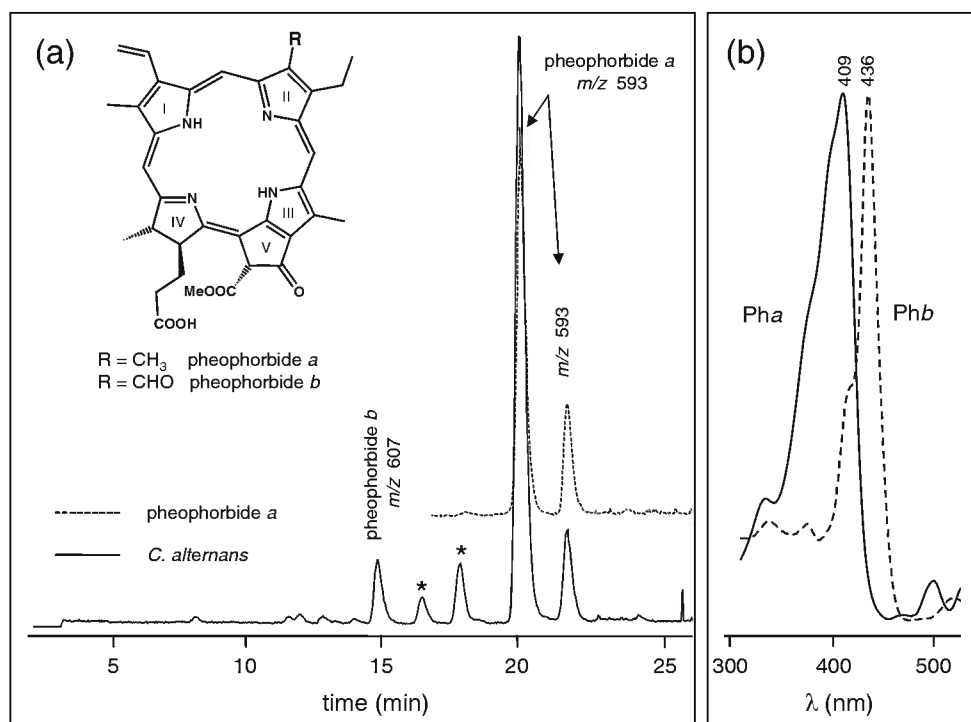 (a)
R
I
II
NH
N
HN
N
IV
III
V
MeOOC
O
COOH
R = CH₃ pheophorbide a
R = CHO pheophorbide b
pheophorbide a
m/z 593
m/z 593
pheophorbide b
m/z 607
pheophorbide a
C. alternans
*
*
5
10
15
20
25
time (min)
(b)
409
436
Pha
Phb
300
400
500
λ (nm)